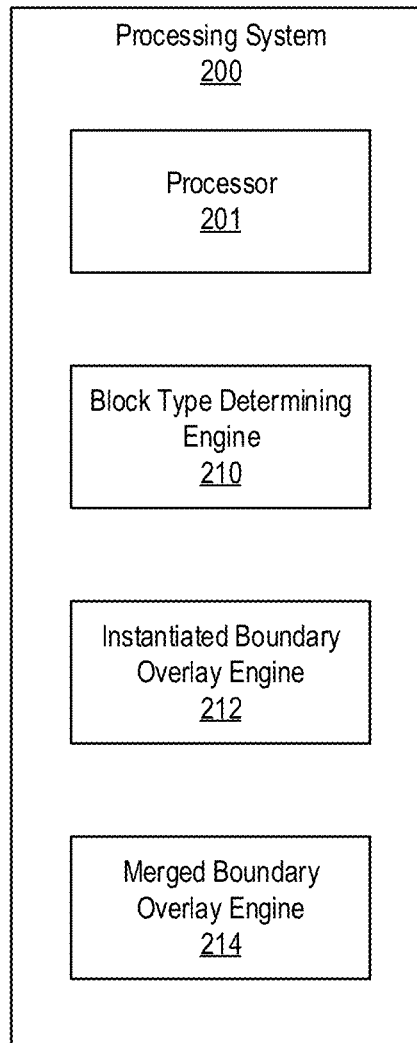 Processing System
200
Processor
201
Block Type Determining
Engine
210
Instantiated Boundary
Overlay Engine
212
Merged Boundary
Overlay Engine
214